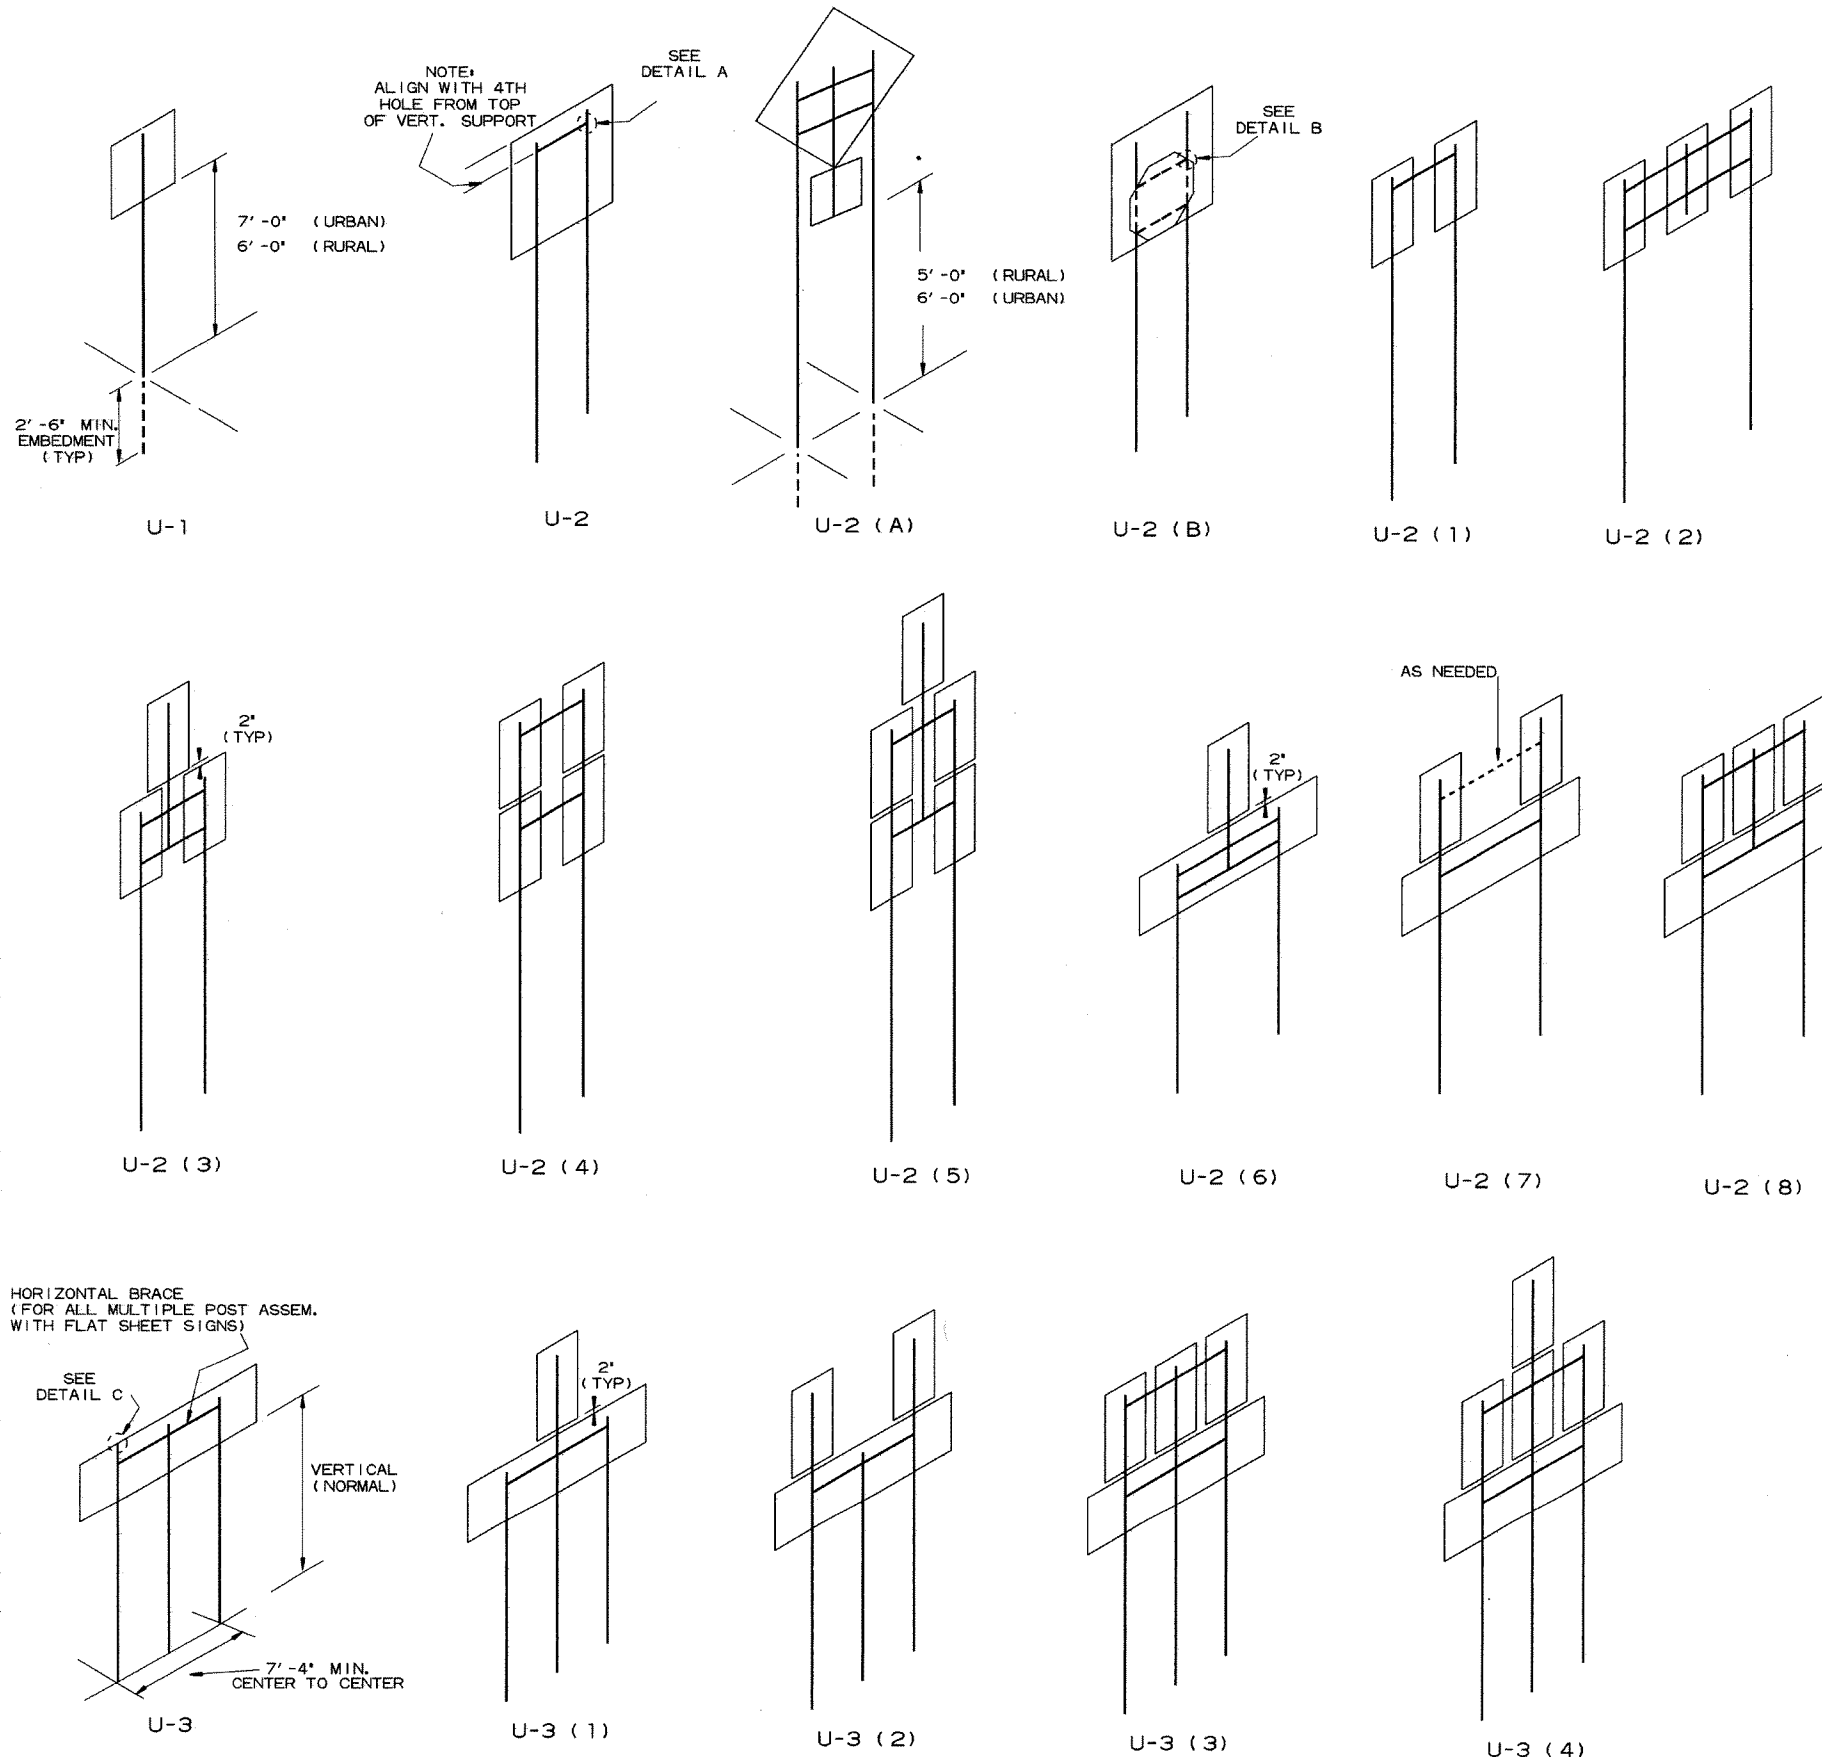 NOTE:
ALIGN WITH 4TH
HOLE FROM TOP
OF VERT. SUPPORT
SEE
DETAIL A
SEE
DETAIL B
7'-0" (URBAN)
6'-0" (RURAL)
5'-0" (RURAL)
6'-0" (URBAN)
2'-6" MIN.
EMBEDMENT
(TYP)
U-1
U-2
U-2 (A)
U-2 (B)
U-2 (1)
U-2 (2)
2"
(TYP)
2"
(TYP)
AS NEEDED
U-2 (3)
U-2 (4)
U-2 (5)
U-2 (6)
U-2 (7)
U-2 (8)
HORIZONTAL BRACE
(FOR ALL MULTIPLE POST ASSEM.
WITH FLAT SHEET SIGNS)
SEE
DETAIL C
VERTICAL
(NORMAL)
7'-4" MIN.
CENTER TO CENTER
2"
(TYP)
U-3
U-3 (1)
U-3 (2)
U-3 (3)
U-3 (4)